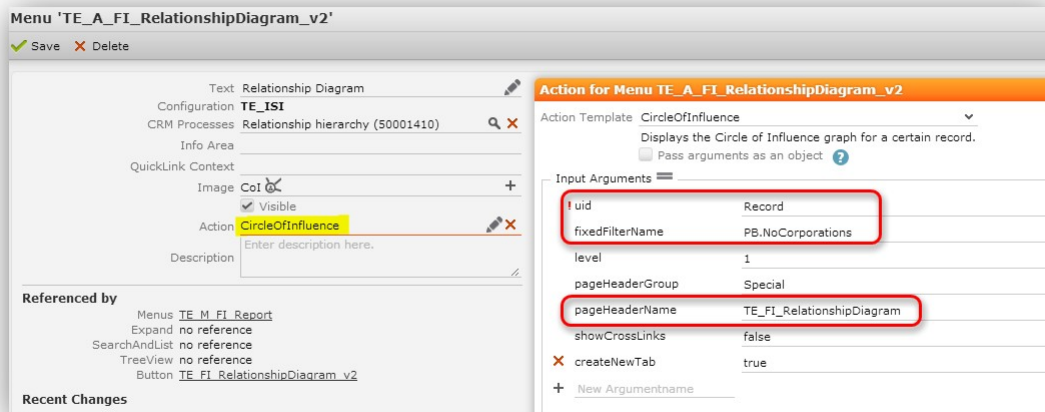 Menu 'TE_A_FI_RelationshipDiagram_v2'
Save Delete
Text Relationship Diagram
Configuration TE_ISI
CRM Processes Relationship hierarchy (50001410)
Info Area
QuickLink Context
Image CoI
Visible
Action CircleOfInfluence
Enter description here.
Description
Referenced by
Menus TE_M_FI_Report
Expand no reference
SearchAndList no reference
TreeView no reference
Button TE_FI_RelationshipDiagram_v2
Recent Changes
Action for Menu TE_A_FI_RelationshipDiagram_v2
Action Template CircleOfInfluence
Displays the Circle of Influence graph for a certain record.
Pass arguments as an object ?
Input Arguments
! uid Record
fixedFilterName PB.NoCorporations
level 1
pageHeaderGroup Special
pageHeaderName TE_FI_RelationshipDiagram
showCrossLinks false
createNewTab true
New Argumentname